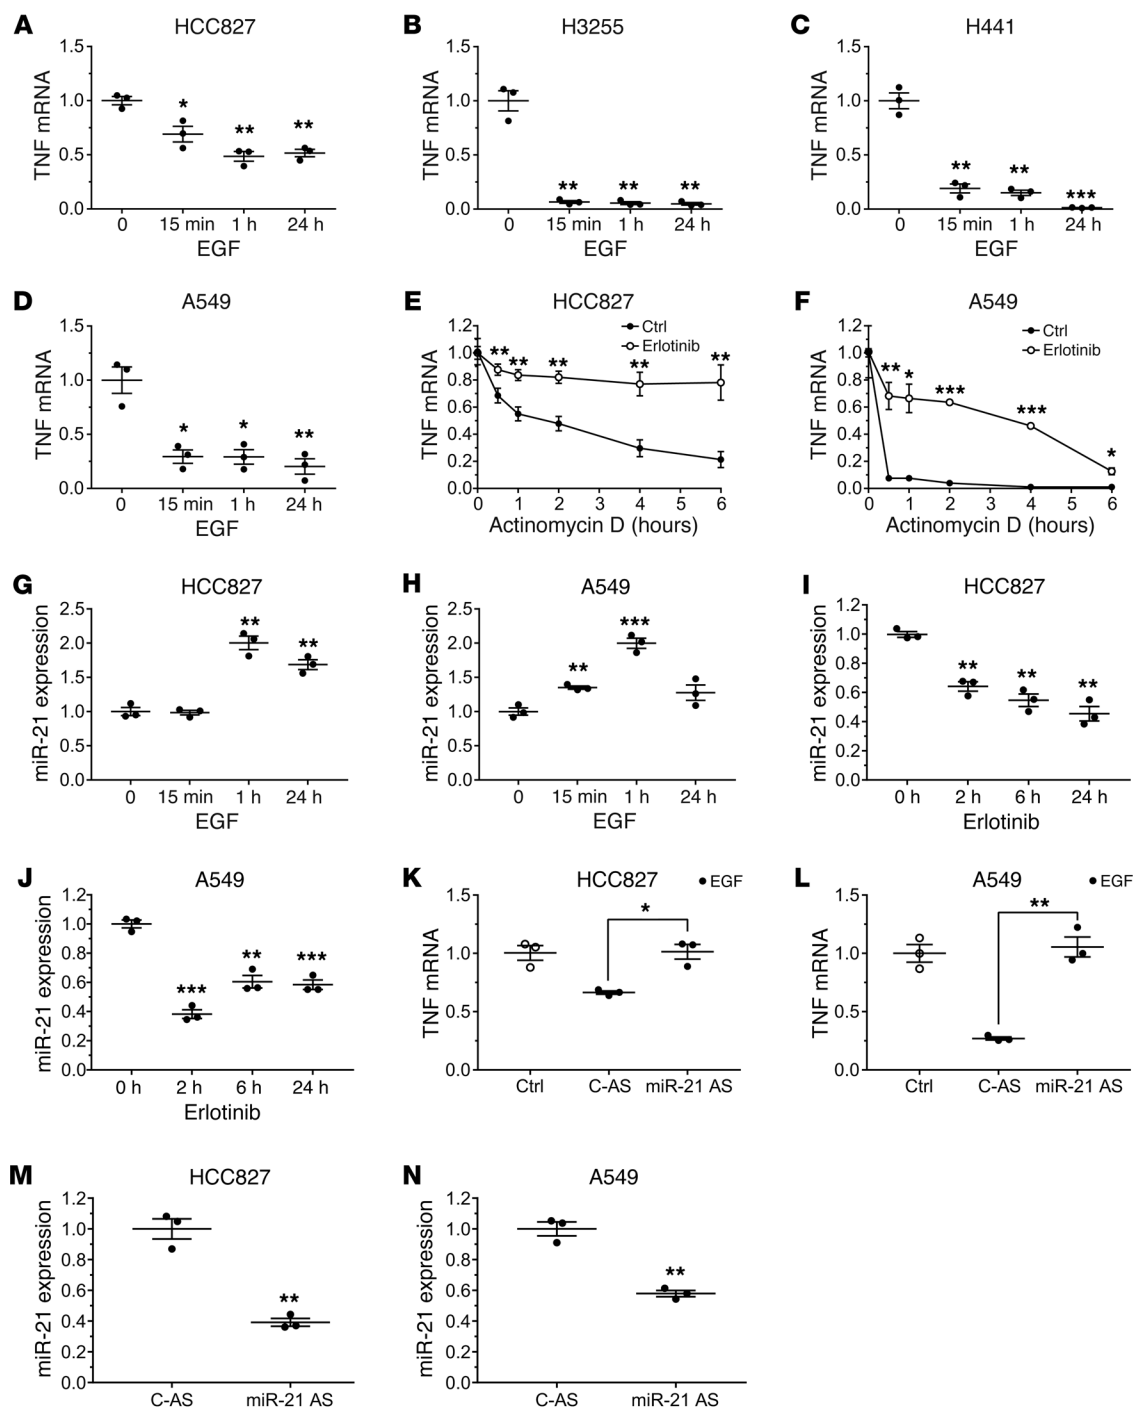 A HCC827
TNF mRNA
1.5
1.0
0.5
0.0
* ** **
0 15 min 1 h 24 h
EGF
B H3255
TNF mRNA
1.5
1.0
0.5
0.0
** ** **
0 15 min 1 h 24 h
EGF
C H441
TNF mRNA
1.5
1.0
0.5
0.0
** ** ***
0 15 min 1 h 24 h
EGF
D A549
TNF mRNA
1.5
1.0
0.5
0.0
* * **
0 15 min 1 h 24 h
EGF
E HCC827
Ctrl
Erlotinib
TNF mRNA
1.2
1.0
0.8
0.6
0.4
0.2
0.0
** ** ** ** **
0 1 2 3 4 5 6
Actinomycin D (hours)
F A549
Ctrl
Erlotinib
TNF mRNA
1.2
1.0
0.8
0.6
0.4
0.2
0.0
** * *** *** *
0 1 2 3 4 5 6
Actinomycin D (hours)
G HCC827
miR-21 expression
2.5
2.0
1.5
1.0
0.5
0.0
** **
0 15 min 1 h 24 h
EGF
H A549
miR-21 expression
2.5
2.0
1.5
1.0
0.5
0.0
** ***
0 15 min 1 h 24 h
EGF
I HCC827
miR-21 expression
1.2
1.0
0.8
0.6
0.4
0.2
0.0
** ** **
0 h 2 h 6 h 24 h
Erlotinib
J A549
miR-21 expression
1.2
1.0
0.8
0.6
0.4
0.2
0.0
*** ** ***
0 h 2 h 6 h 24 h
Erlotinib
K HCC827
EGF
TNF mRNA
1.5
1.0
0.5
0.0
*
Ctrl C-AS miR-21 AS
L A549
EGF
TNF mRNA
1.5
1.0
0.5
0.0
**
Ctrl C-AS miR-21 AS
M HCC827
miR-21 expression
1.2
1.0
0.8
0.6
0.4
0.2
0.0
**
C-AS miR-21 AS
N A549
miR-21 expression
1.2
1.0
0.8
0.6
0.4
0.2
0.0
**
C-AS miR-21 AS